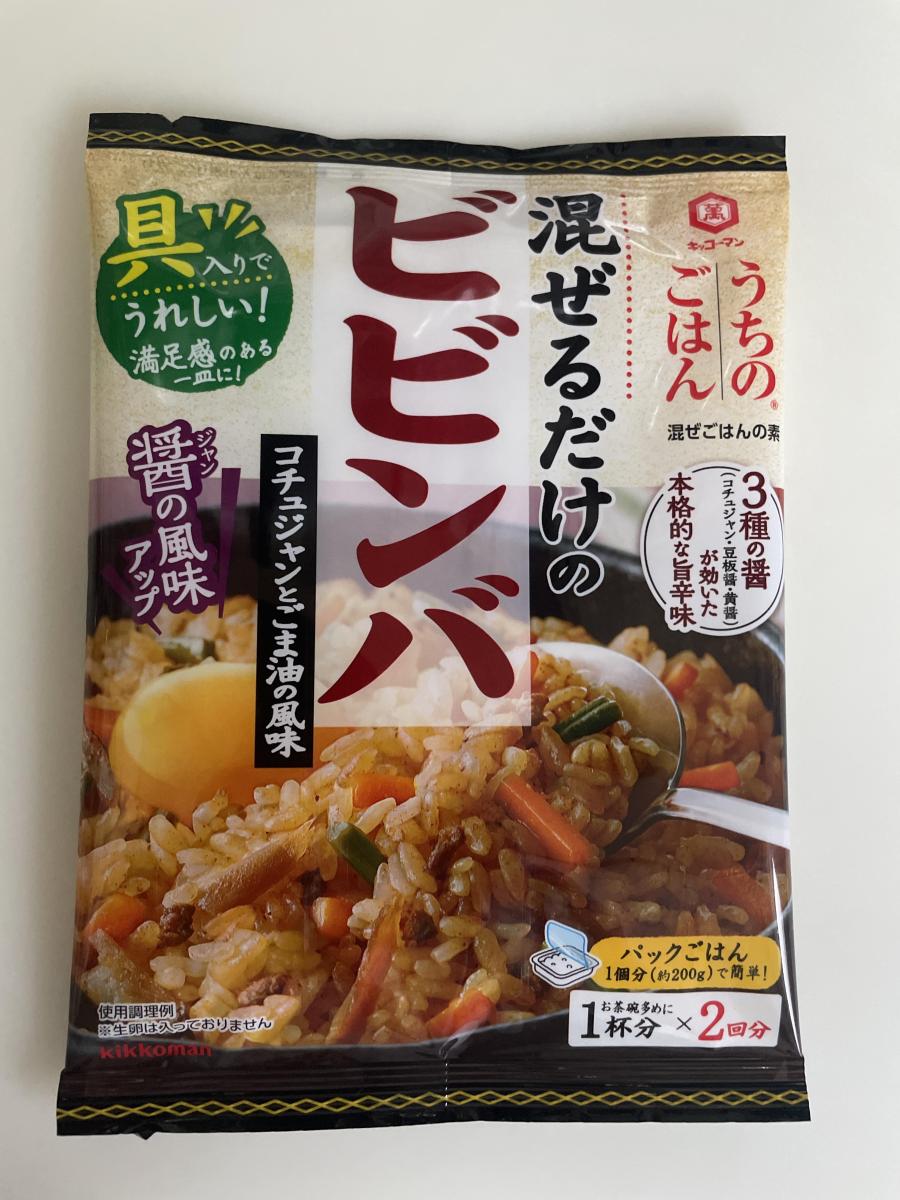 萬
キッコーマン
うちの
ごはん®
混ぜごはんの素
混ぜるだけの
ビビンバ
コチュジャンとごま油の風味
具入りで
うれしい!
満足感のある
一皿に!
ジャン
醤の風味
アップ
3種の醤
(コチュジャン・豆板醤・黄醤)
が効いた
本格的な旨辛味
パックごはん
1個分(約200g)で簡単!
お茶碗多めに
1杯分×2回分
使用調理例
※生卵は入っておりません
kikkoman